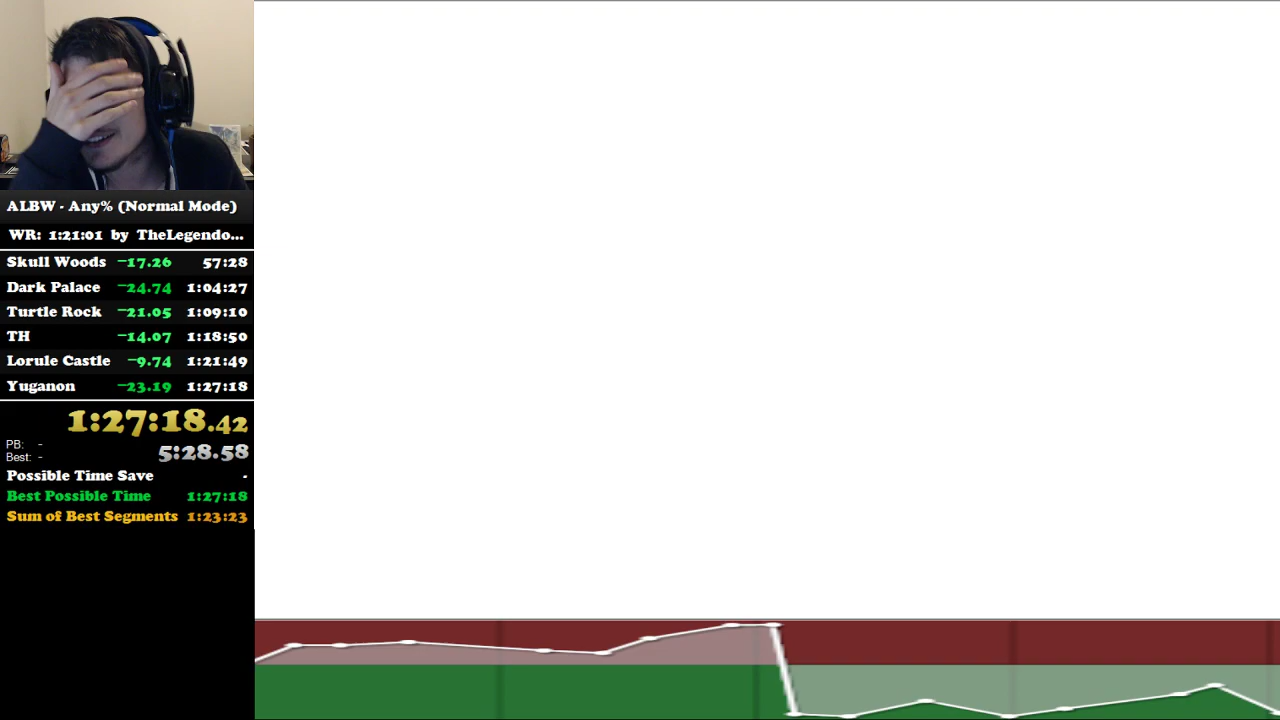 ALBW - Any% (Normal Mode)
WR: 1:21:01 by TheLegendo...
Skull Woods -17.26 57:28
Dark Palace -24.74 1:04:27
Turtle Rock -21.05 1:09:10
TH -14.07 1:18:50
Lorule Castle -9.74 1:21:49
Yuganon -23.19 1:27:18
1:27:18.42
PB: -
Best: -
5:28.58
Possible Time Save -
Best Possible Time 1:27:18
Sum of Best Segments 1:23:23